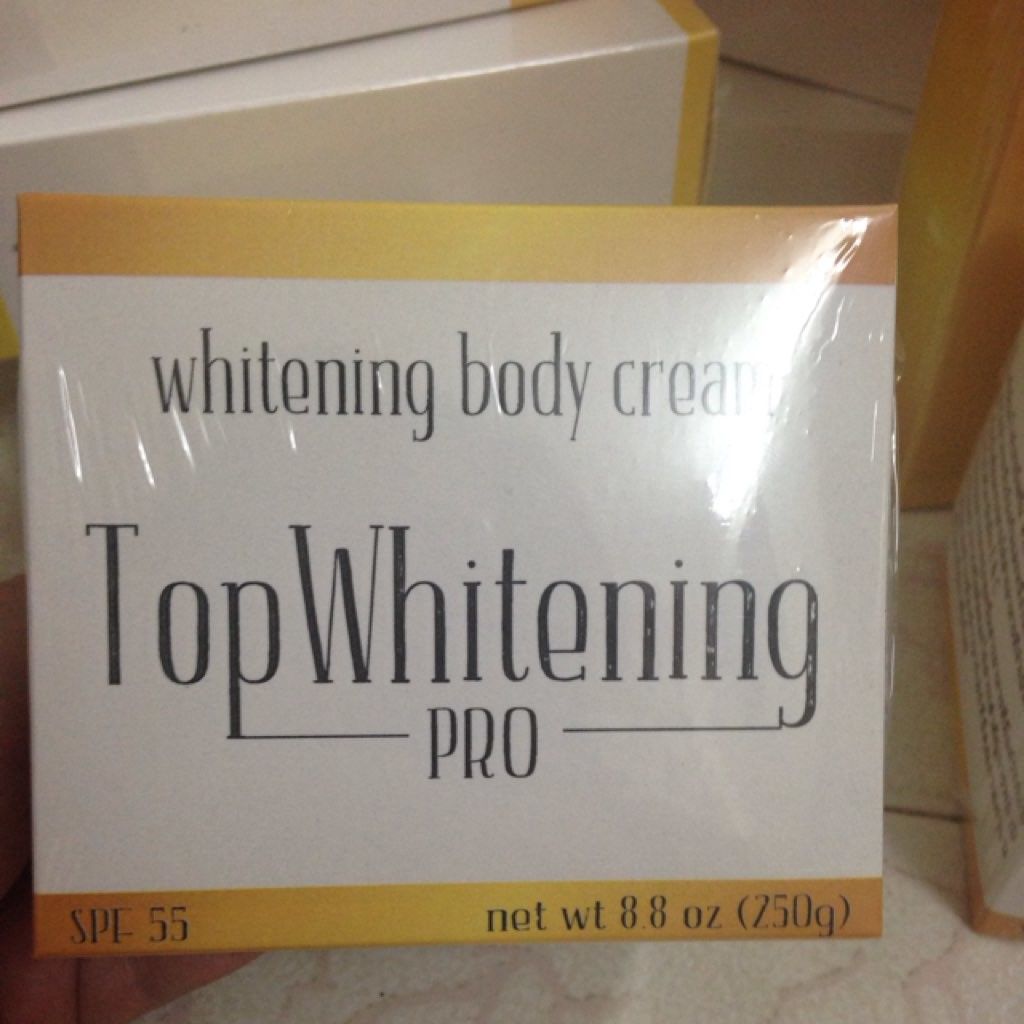 whitening body cream
TopWhitening
PRO
SPF 55
net wt 8.8 oz (250g)